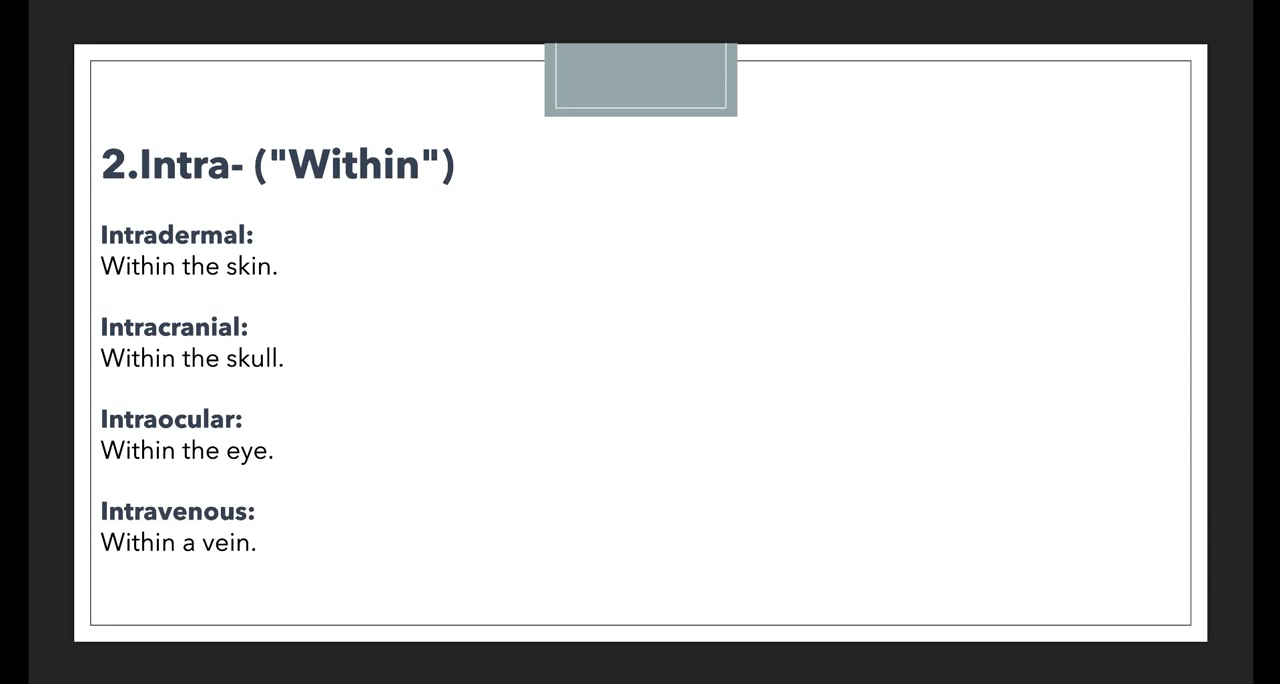 2.Intra- ("Within")
Intradermal:
Within the skin.
Intracranial:
Within the skull.
Intraocular:
Within the eye.
Intravenous:
Within a vein.